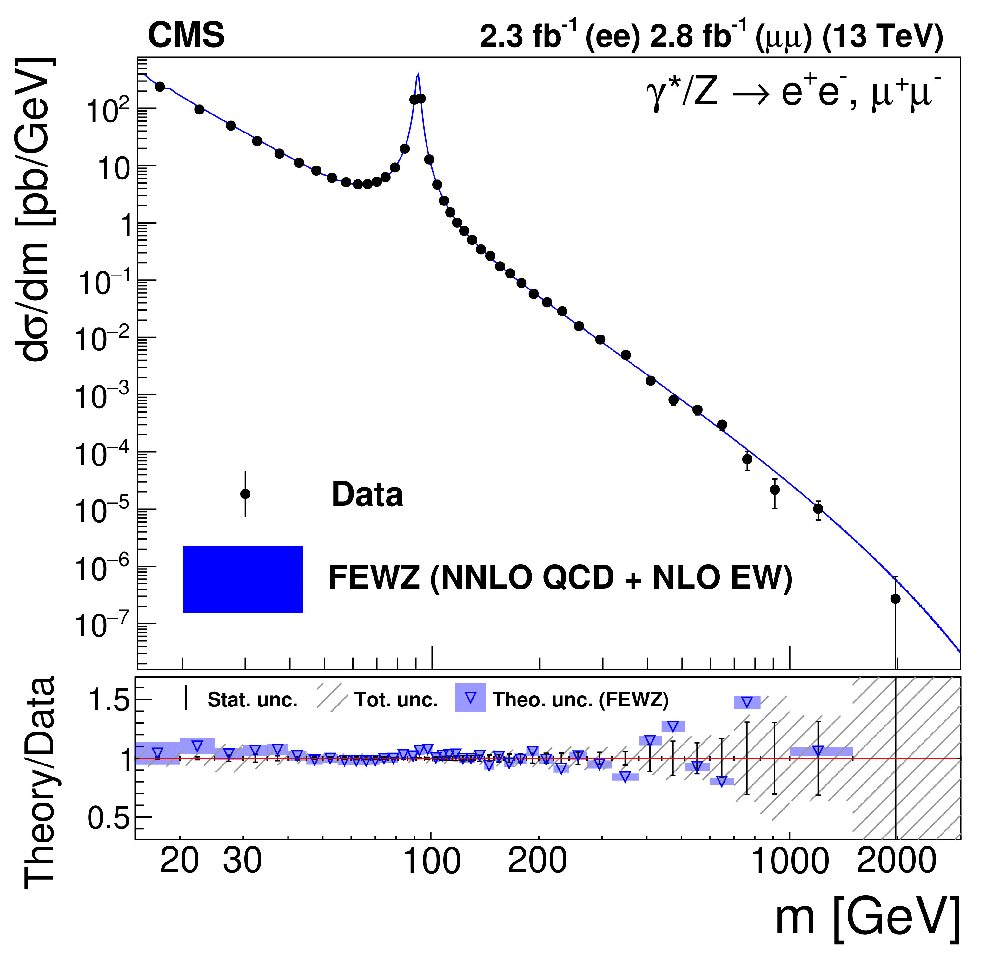 CMS 2.3 fb⁻¹ (ee) 2.8 fb⁻¹ (μμ) (13 TeV)
γ*/Z → e⁺e⁻, μ⁺μ⁻
dσ/dm [pb/GeV]
10²
10
1
10⁻¹
10⁻²
10⁻³
10⁻⁴
10⁻⁵
10⁻⁶
10⁻⁷
Data
FEWZ (NNLO QCD + NLO EW)
Theory/Data
1.5
1
0.5
Stat. unc. Tot. unc. Theo. unc. (FEWZ)
20 30 100 200 1000 2000
m [GeV]